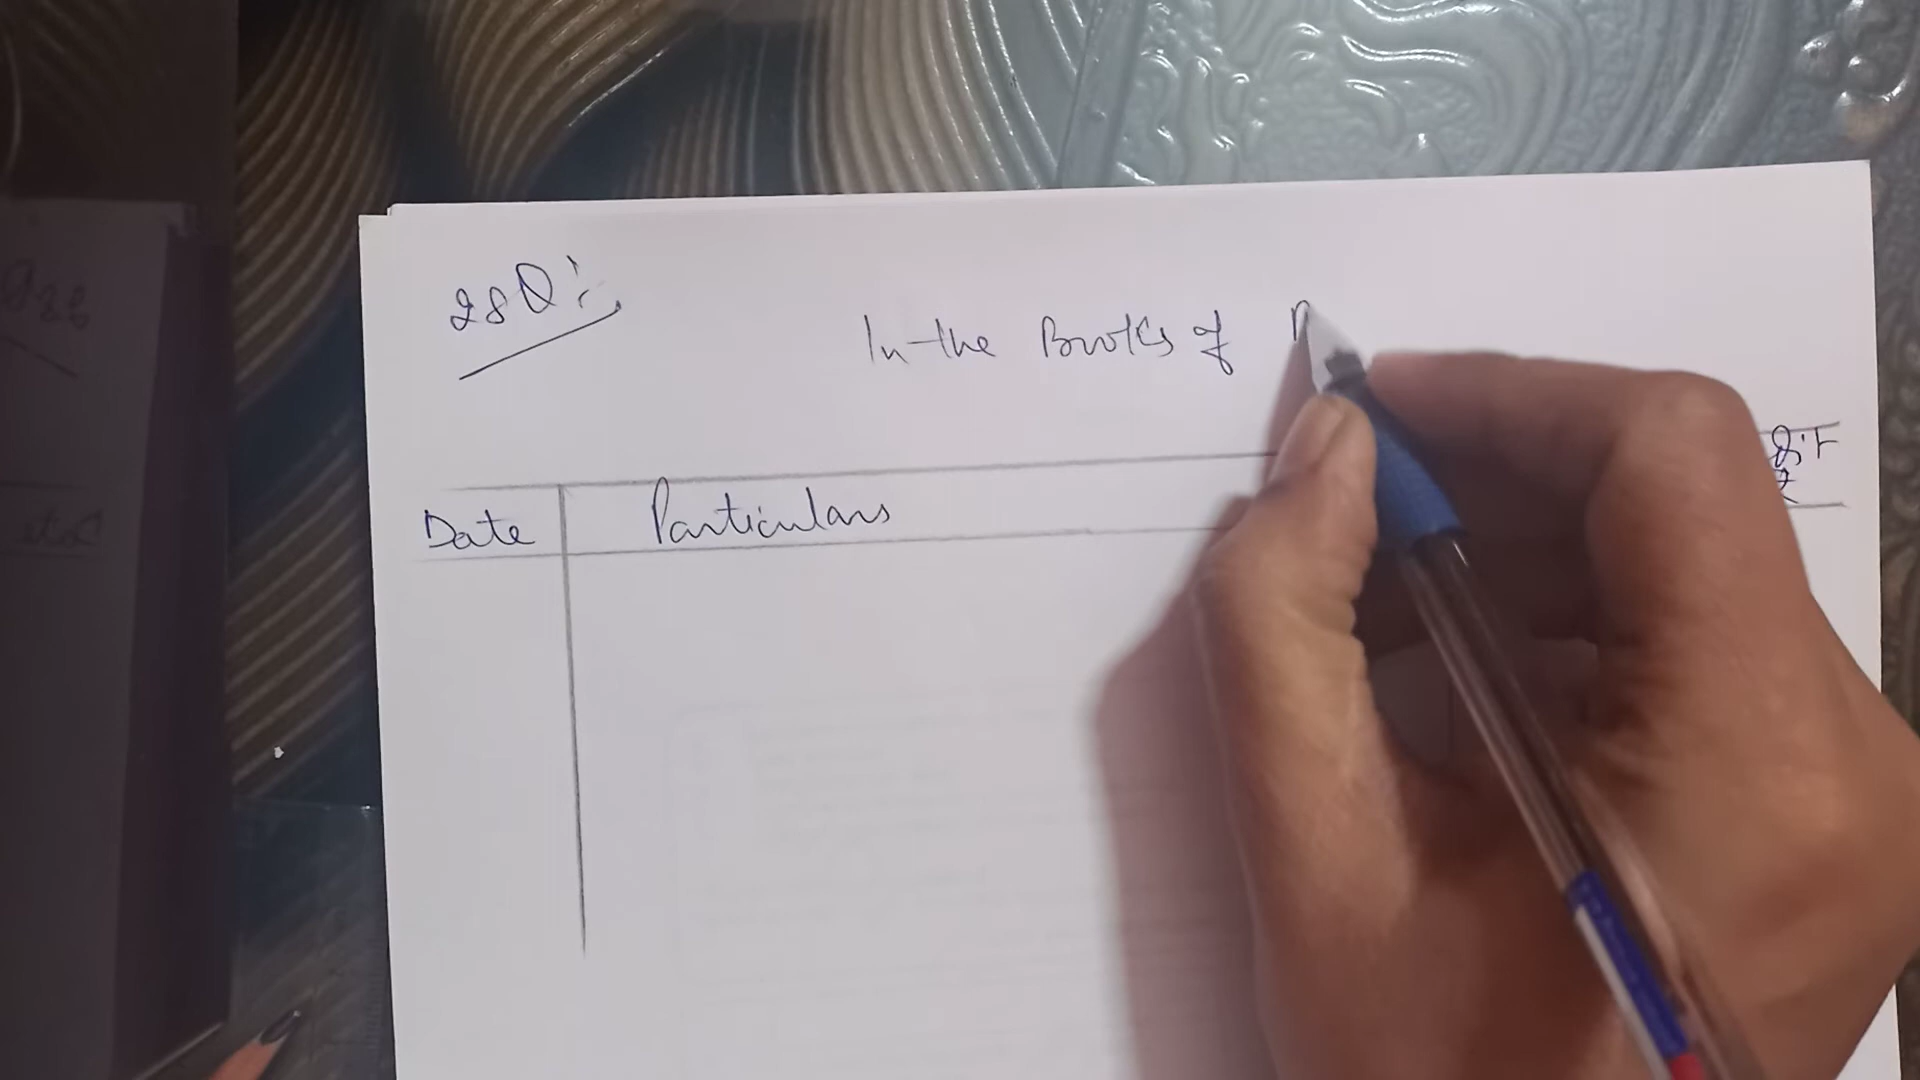 28Q:-
In the Books of
Date Particulars
₹